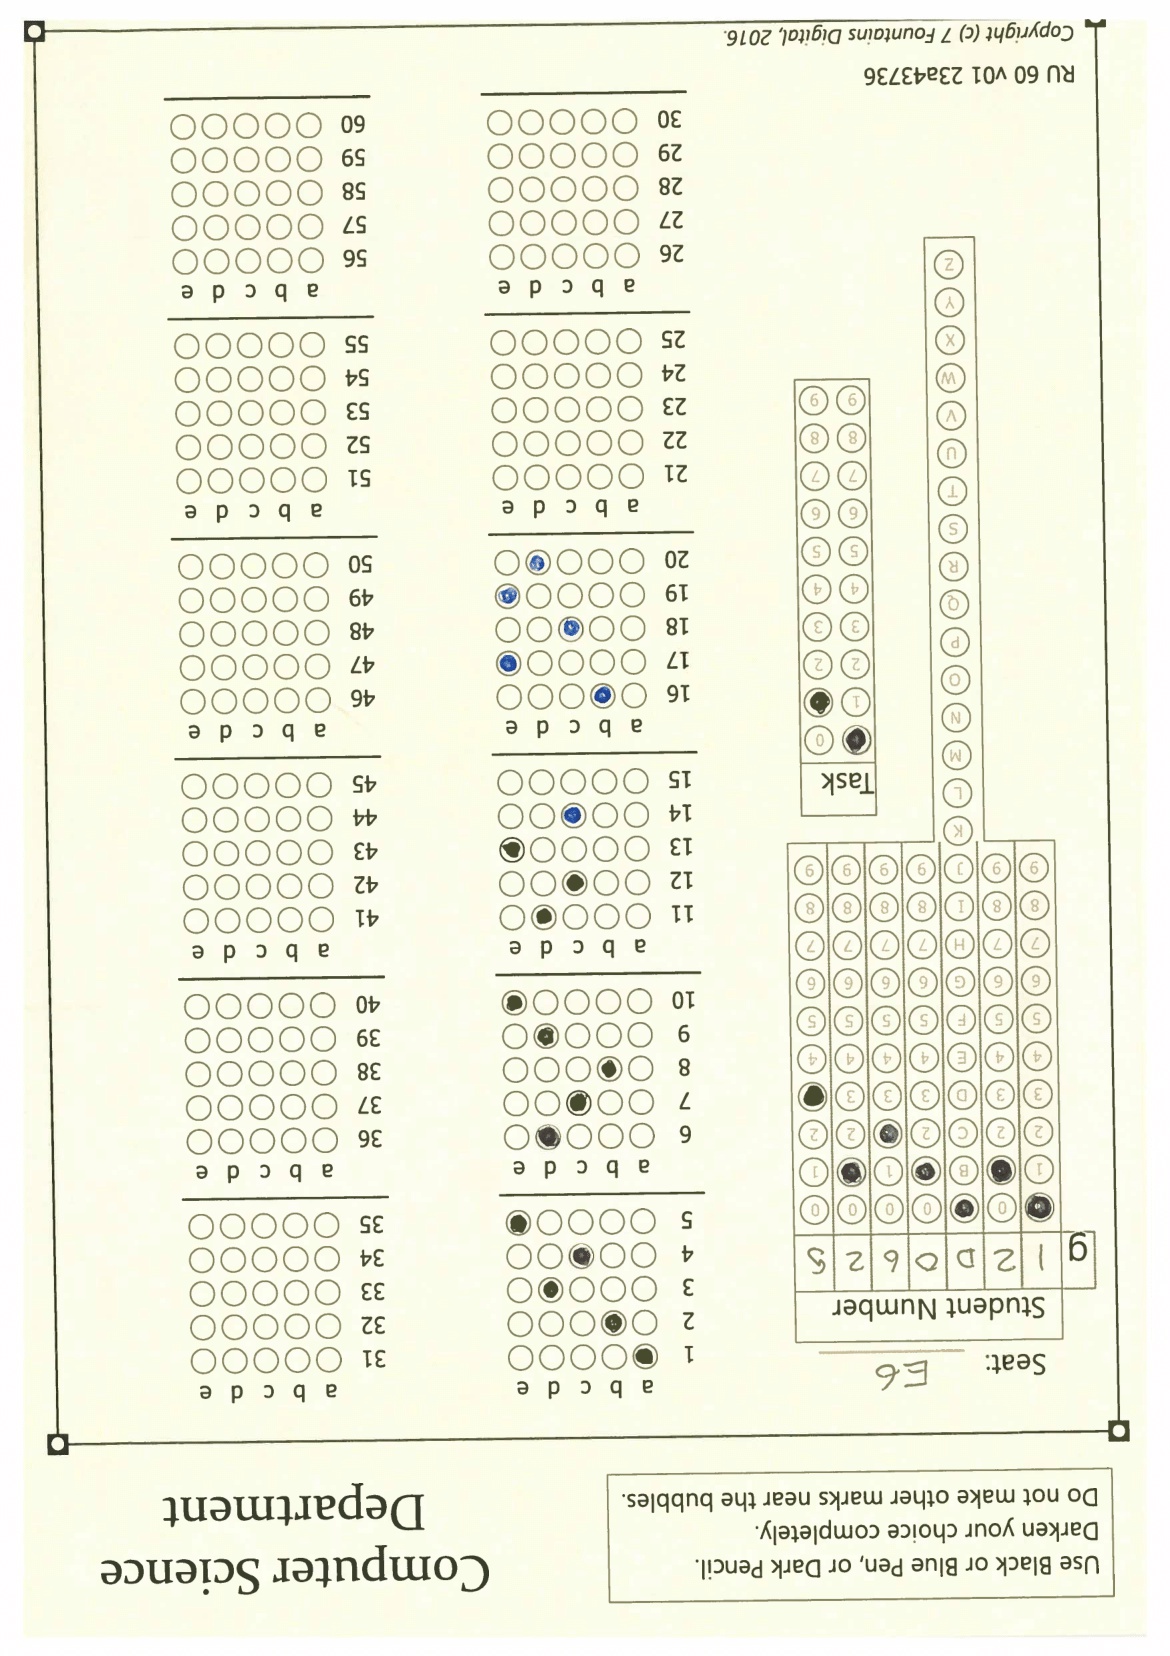 Use Black or Blue Pen, or Dark Pencil.
Darken your choice completely.
Do not make other marks near the bubbles.
Computer Science
Department
Seat: E6
Student Number
g 1 2 D 0 6 2 5
0 0 0 0 0
1 B 1 1
2 2 C 2 2 2
3 3 D 3 3 3
4 4 E 4 4 4 4
5 5 F 5 5 5 5
6 6 G 6 6 6 6
7 7 H 7 7 7 7
8 8 I 8 8 8 8
9 9 J 9 9 9 9
K
L
M
N
O
P
Q
R
S
T
U
V
W
X
Y
Z
Task
0
1
2 2
3 3
4 4
5 5
6 6
7 7
8 8
9 9
RU 60 v01 23a43736
Copyright (c) 7 Fountains Digital, 2016.
a b c d e
1
2
3
4
5
a b c d e
6
7
8
9
10
a b c d e
11
12
13
14
15
a b c d e
16
17
18
19
20
a b c d e
21
22
23
24
25
a b c d e
26
27
28
29
30
a b c d e
31
32
33
34
35
a b c d e
36
37
38
39
40
a b c d e
41
42
43
44
45
a b c d e
46
47
48
49
50
a b c d e
51
52
53
54
55
a b c d e
56
57
58
59
60